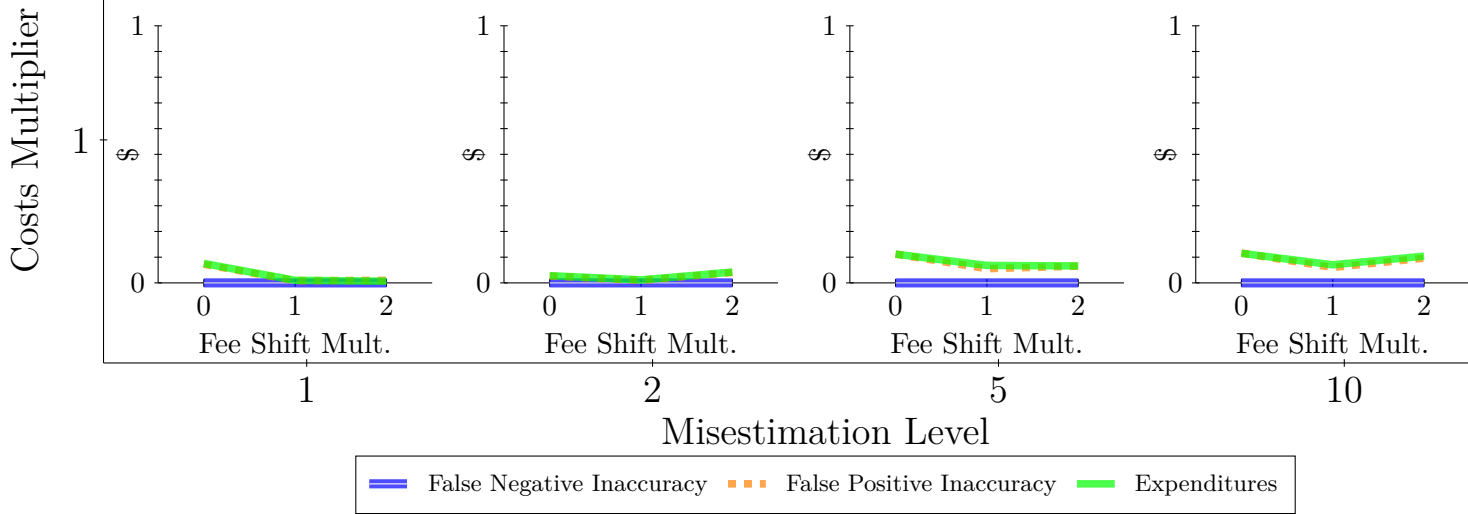 Costs Multiplier
1
1
$
0
0 1 2
Fee Shift Mult.
1
$
0
0 1 2
Fee Shift Mult.
1
$
0
0 1 2
Fee Shift Mult.
1
$
0
0 1 2
Fee Shift Mult.
1 2 5 10
Misestimation Level
False Negative Inaccuracy False Positive Inaccuracy Expenditures